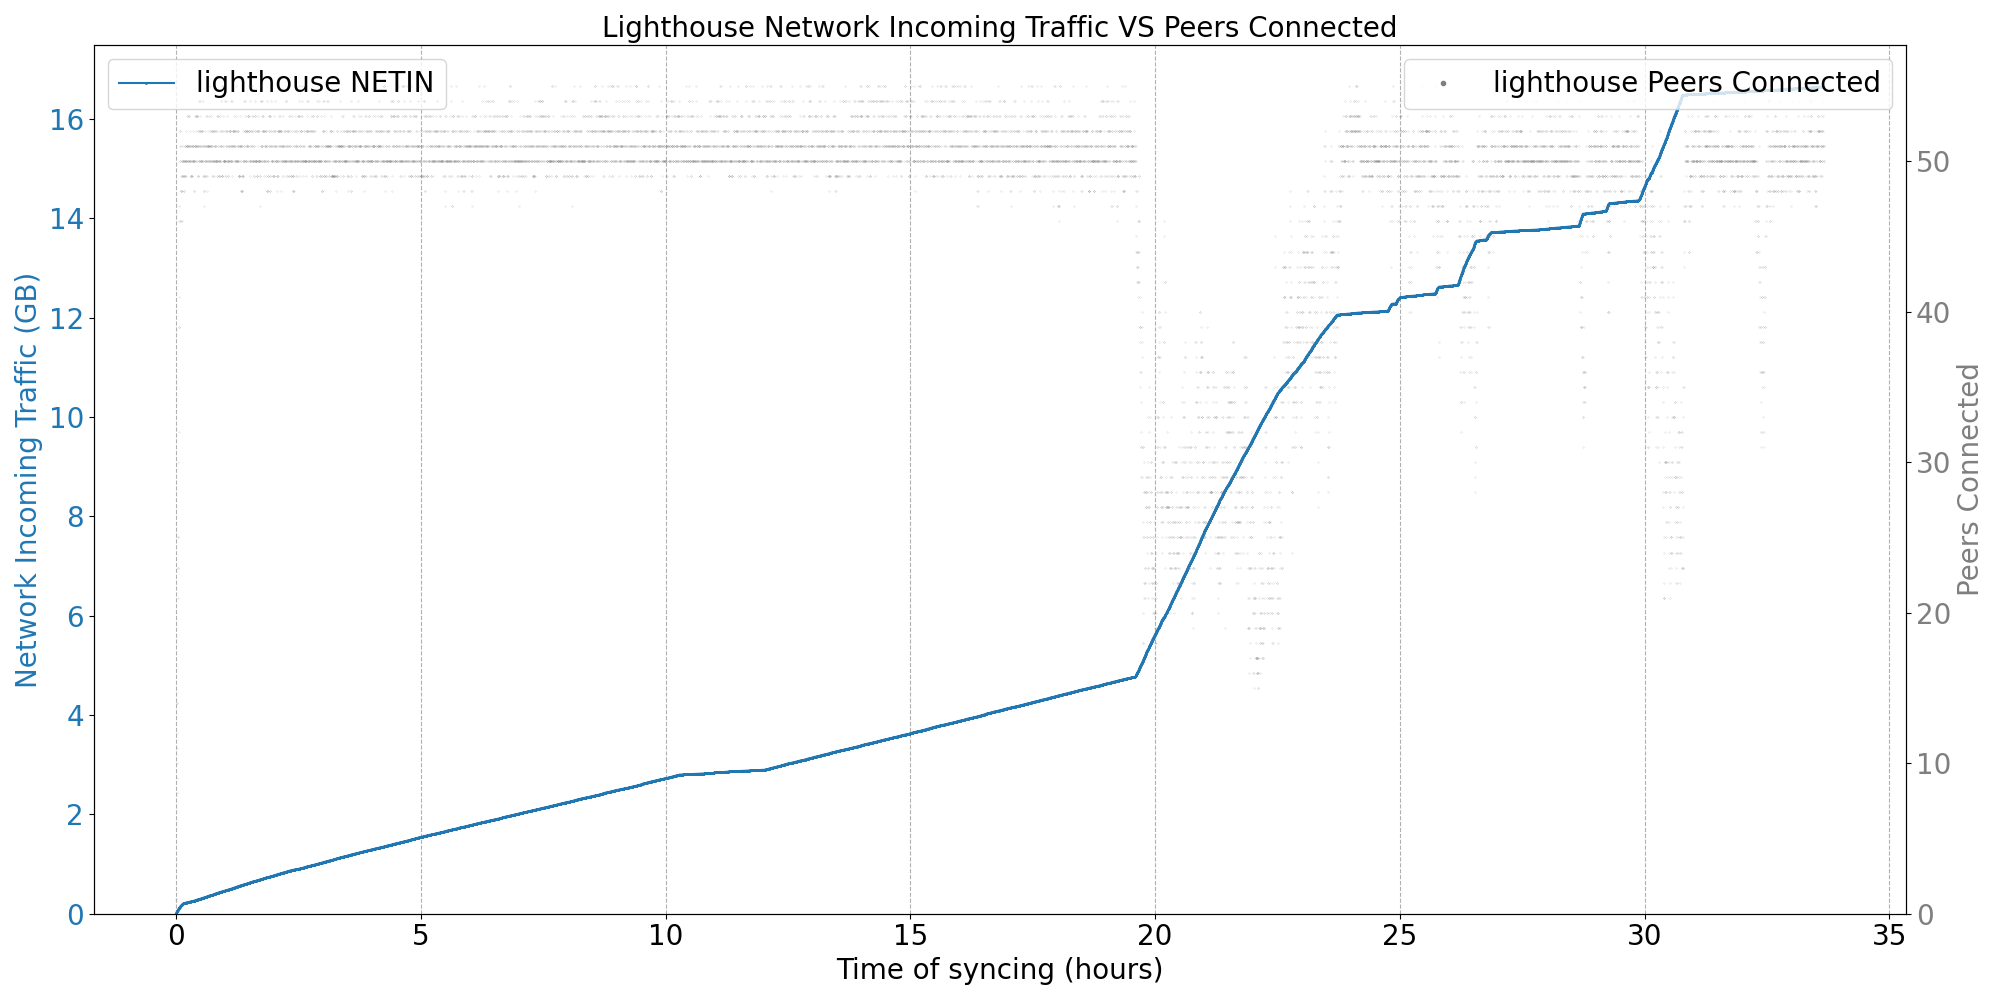 Lighthouse Network Incoming Traffic VS Peers Connected
lighthouse NETIN
lighthouse Peers Connected
Network Incoming Traffic (GB)
16
14
12
10
8
6
4
2
0
50
40
30
20
10
0
Peers Connected
0 5 10 15 20 25 30 35
Time of syncing (hours)